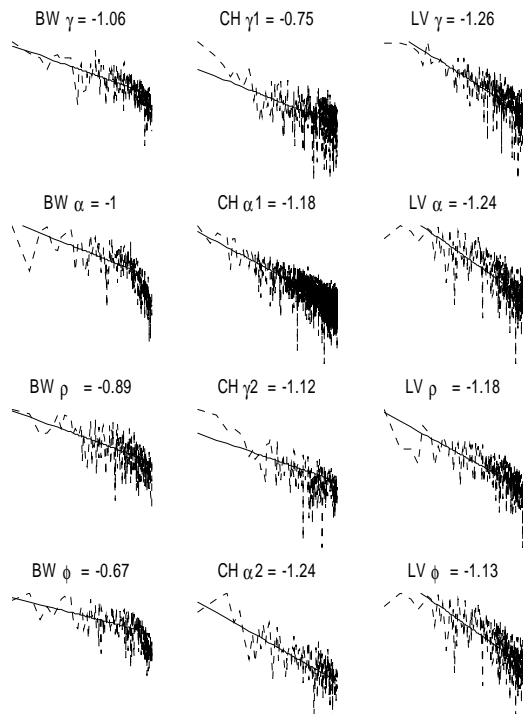 BW γ = -1.06
CH γ1 = -0.75
LV γ = -1.26
BW α = -1
CH α1 = -1.18
LV α = -1.24
BW ρ = -0.89
CH γ2 = -1.12
LV ρ = -1.18
BW ϕ = -0.67
CH α2 = -1.24
LV ϕ = -1.13